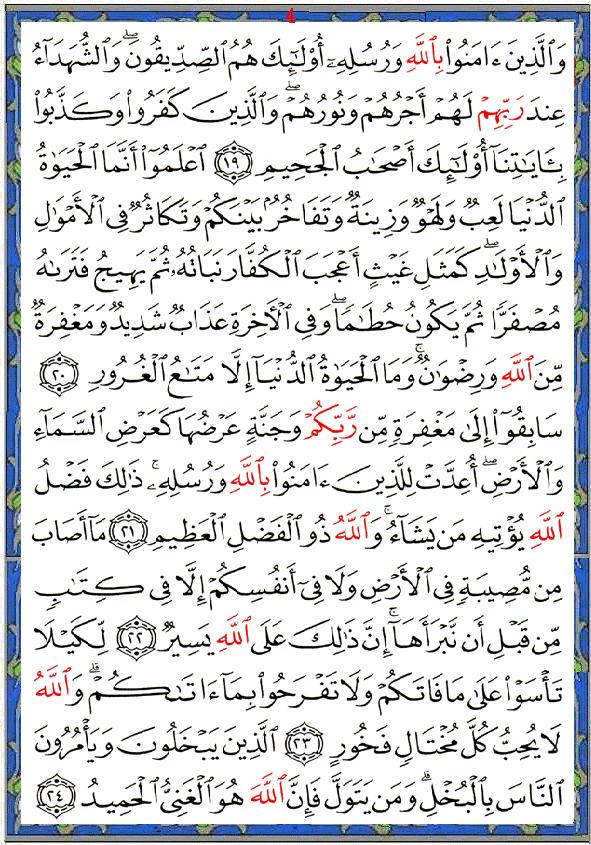 4
وَٱلَّذِينَ ءَامَنُوا۟ بِٱللَّهِ وَرُسُلِهِۦٓ أُو۟لَـٰٓئِكَ هُمُ ٱلصِّدِّيقُونَ ۖ وَٱلشُّهَدَآءُ
عِندَ رَبِّهِمْ لَهُمْ أَجْرُهُمْ وَنُورُهُمْ ۖ وَٱلَّذِينَ كَفَرُوا۟ وَكَذَّبُوا۟
بِـَٔايَـٰتِنَآ أُو۟لَـٰٓئِكَ أَصْحَـٰبُ ٱلْجَحِيمِ ١٩ ٱعْلَمُوٓا۟ أَنَّمَا ٱلْحَيَوٰةُ
ٱلدُّنْيَا لَعِبٌ وَلَهْوٌ وَزِينَةٌ وَتَفَاخُرٌۢ بَيْنَكُمْ وَتَكَاثُرٌ فِى ٱلْأَمْوَٰلِ
وَٱلْأَوْلَـٰدِ ۖ كَمَثَلِ غَيْثٍ أَعْجَبَ ٱلْكُفَّارَ نَبَاتُهُۥ ثُمَّ يَهِيجُ فَتَرَىٰهُ
مُصْفَرًّا ثُمَّ يَكُونُ حُطَـٰمًا ۖ وَفِى ٱلْـَٔاخِرَةِ عَذَابٌ شَدِيدٌ وَمَغْفِرَةٌ
مِّنَ ٱللَّهِ وَرِضْوَٰنٌ ۚ وَمَا ٱلْحَيَوٰةُ ٱلدُّنْيَآ إِلَّا مَتَـٰعُ ٱلْغُرُورِ ٢٠
سَابِقُوٓا۟ إِلَىٰ مَغْفِرَةٍ مِّن رَّبِّكُمْ وَجَنَّةٍ عَرْضُهَا كَعَرْضِ ٱلسَّمَآءِ
وَٱلْأَرْضِ ۖ أُعِدَّتْ لِلَّذِينَ ءَامَنُوا۟ بِٱللَّهِ وَرُسُلِهِۦ ۚ ذَٰلِكَ فَضْلُ
ٱللَّهِ يُؤْتِيهِ مَن يَشَآءُ ۚ وَٱللَّهُ ذُو ٱلْفَضْلِ ٱلْعَظِيمِ ٢١ مَآ أَصَابَ
مِن مُّصِيبَةٍ فِى ٱلْأَرْضِ وَلَا فِىٓ أَنفُسِكُمْ إِلَّا فِى كِتَـٰبٍ
مِّن قَبْلِ أَن نَّبْرَأَهَآ ۚ إِنَّ ذَٰلِكَ عَلَى ٱللَّهِ يَسِيرٌ ٢٢ لِّكَيْلَا
تَأْسَوْا۟ عَلَىٰ مَا فَاتَكُمْ وَلَا تَفْرَحُوا۟ بِمَآ ءَاتَىٰكُمْ ۗ وَٱللَّهُ
لَا يُحِبُّ كُلَّ مُخْتَالٍ فَخُورٍ ٢٣ ٱلَّذِينَ يَبْخَلُونَ وَيَأْمُرُونَ
ٱلنَّاسَ بِٱلْبُخْلِ ۗ وَمَن يَتَوَلَّ فَإِنَّ ٱللَّهَ هُوَ ٱلْغَنِىُّ ٱلْحَمِيدُ ٢٤